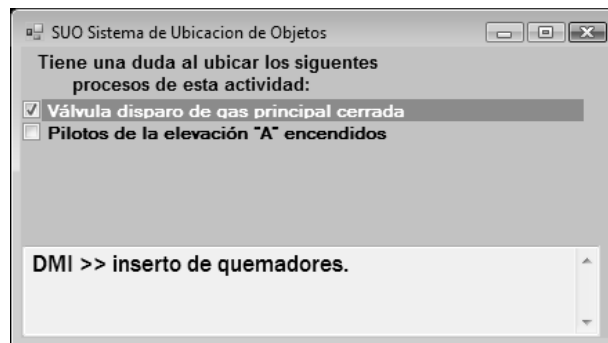 SUO Sistema de Ubicacion de Objetos
Tiene una duda al ubicar los siguentes
procesos de esta actividad:
Válvula disparo de gas principal cerrada
Pilotos de la elevación "A" encendidos
DMI >> inserto de quemadores.